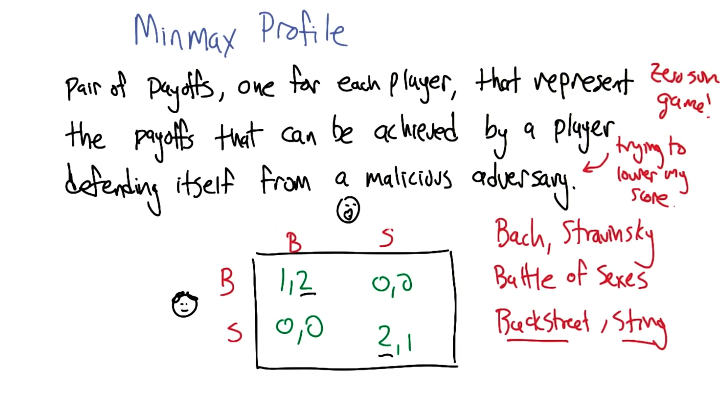 Minmax Profile
Pair of payoffs, one for each player, that represent
Zero sum
game!
the payoffs that can be achieved by a player
trying to
lower my
score.
defending itself from a malicious adversary.
B S
Bach, Stravinsky
B 1,2 0,0
Battle of Sexes
S 0,0 2,1
Backstreet, Sting